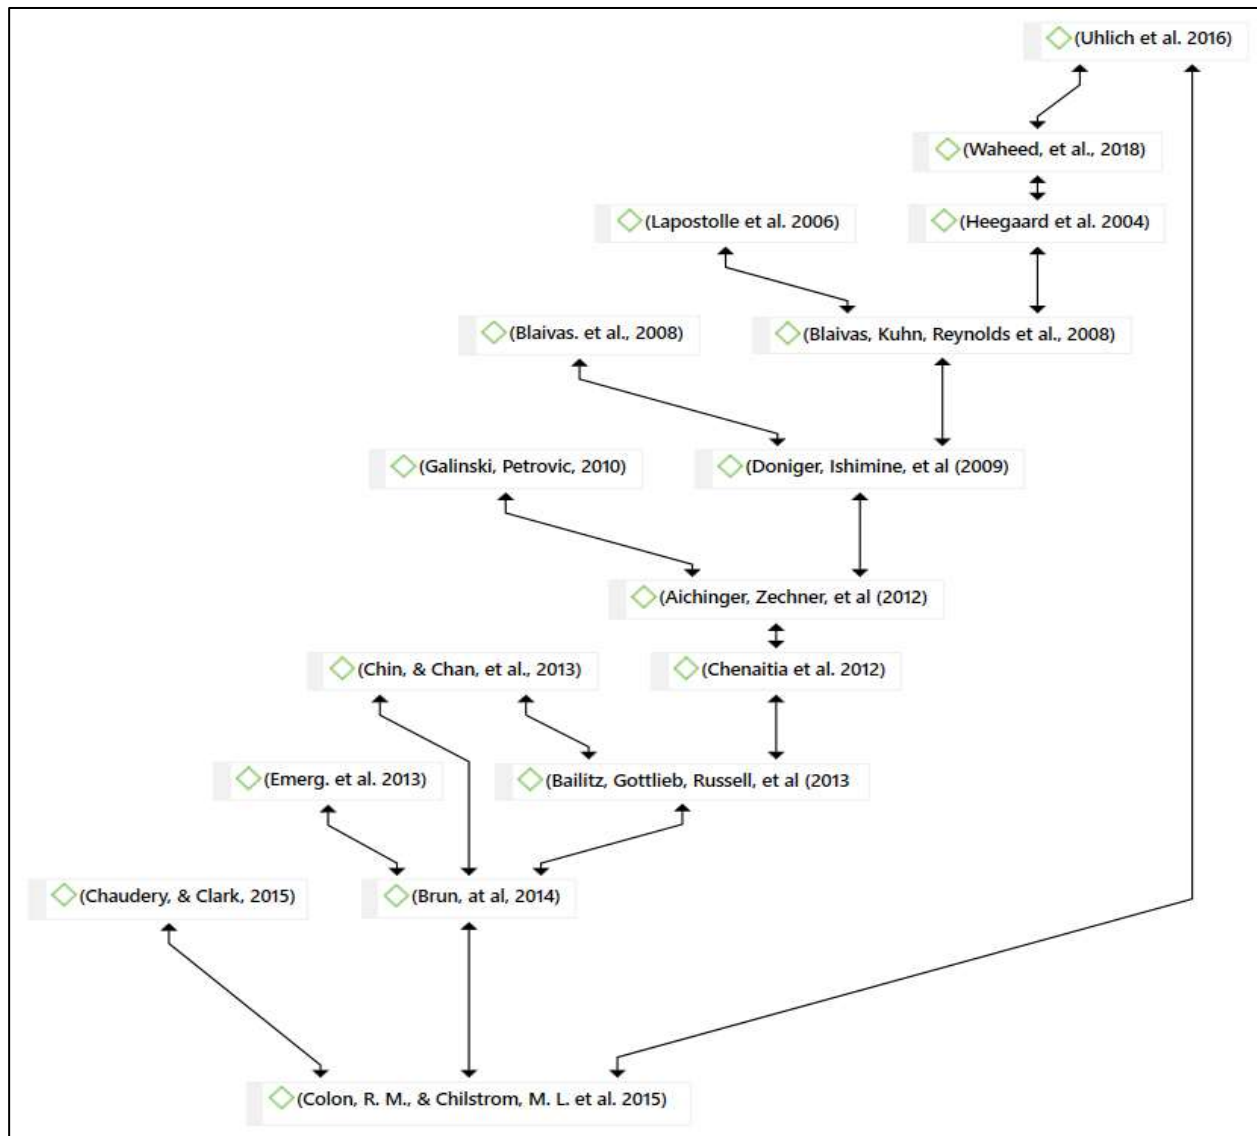 (Uhlich et al. 2016)
(Waheed, et al., 2018)
(Lapostolle et al. 2006)
(Heegaard et al. 2004)
(Blaivas. et al., 2008)
(Blaivas, Kuhn, Reynolds et al., 2008)
(Galinski, Petrovic, 2010)
(Doniger, Ishimine, et al (2009)
(Aichinger, Zechner, et al (2012)
(Chin, & Chan, et al., 2013)
(Chenaitia et al. 2012)
(Emerg. et al. 2013)
(Bailitz, Gottlieb, Russell, et al (2013
(Chaudery, & Clark, 2015)
(Brun, at al, 2014)
(Colon, R. M., & Chilstrom, M. L. et al. 2015)